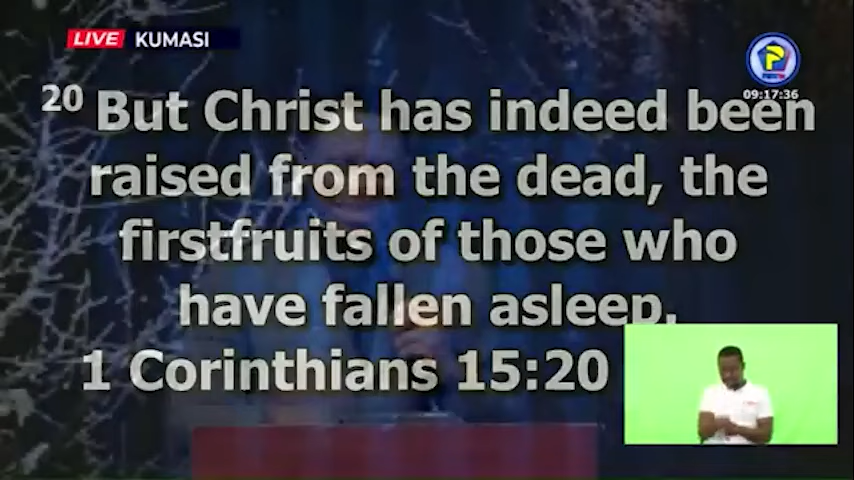 LIVE KUMASI
09:17:36
20 But Christ has indeed been
raised from the dead, the
firstfruits of those who
have fallen asleep.
1 Corinthians 15:20